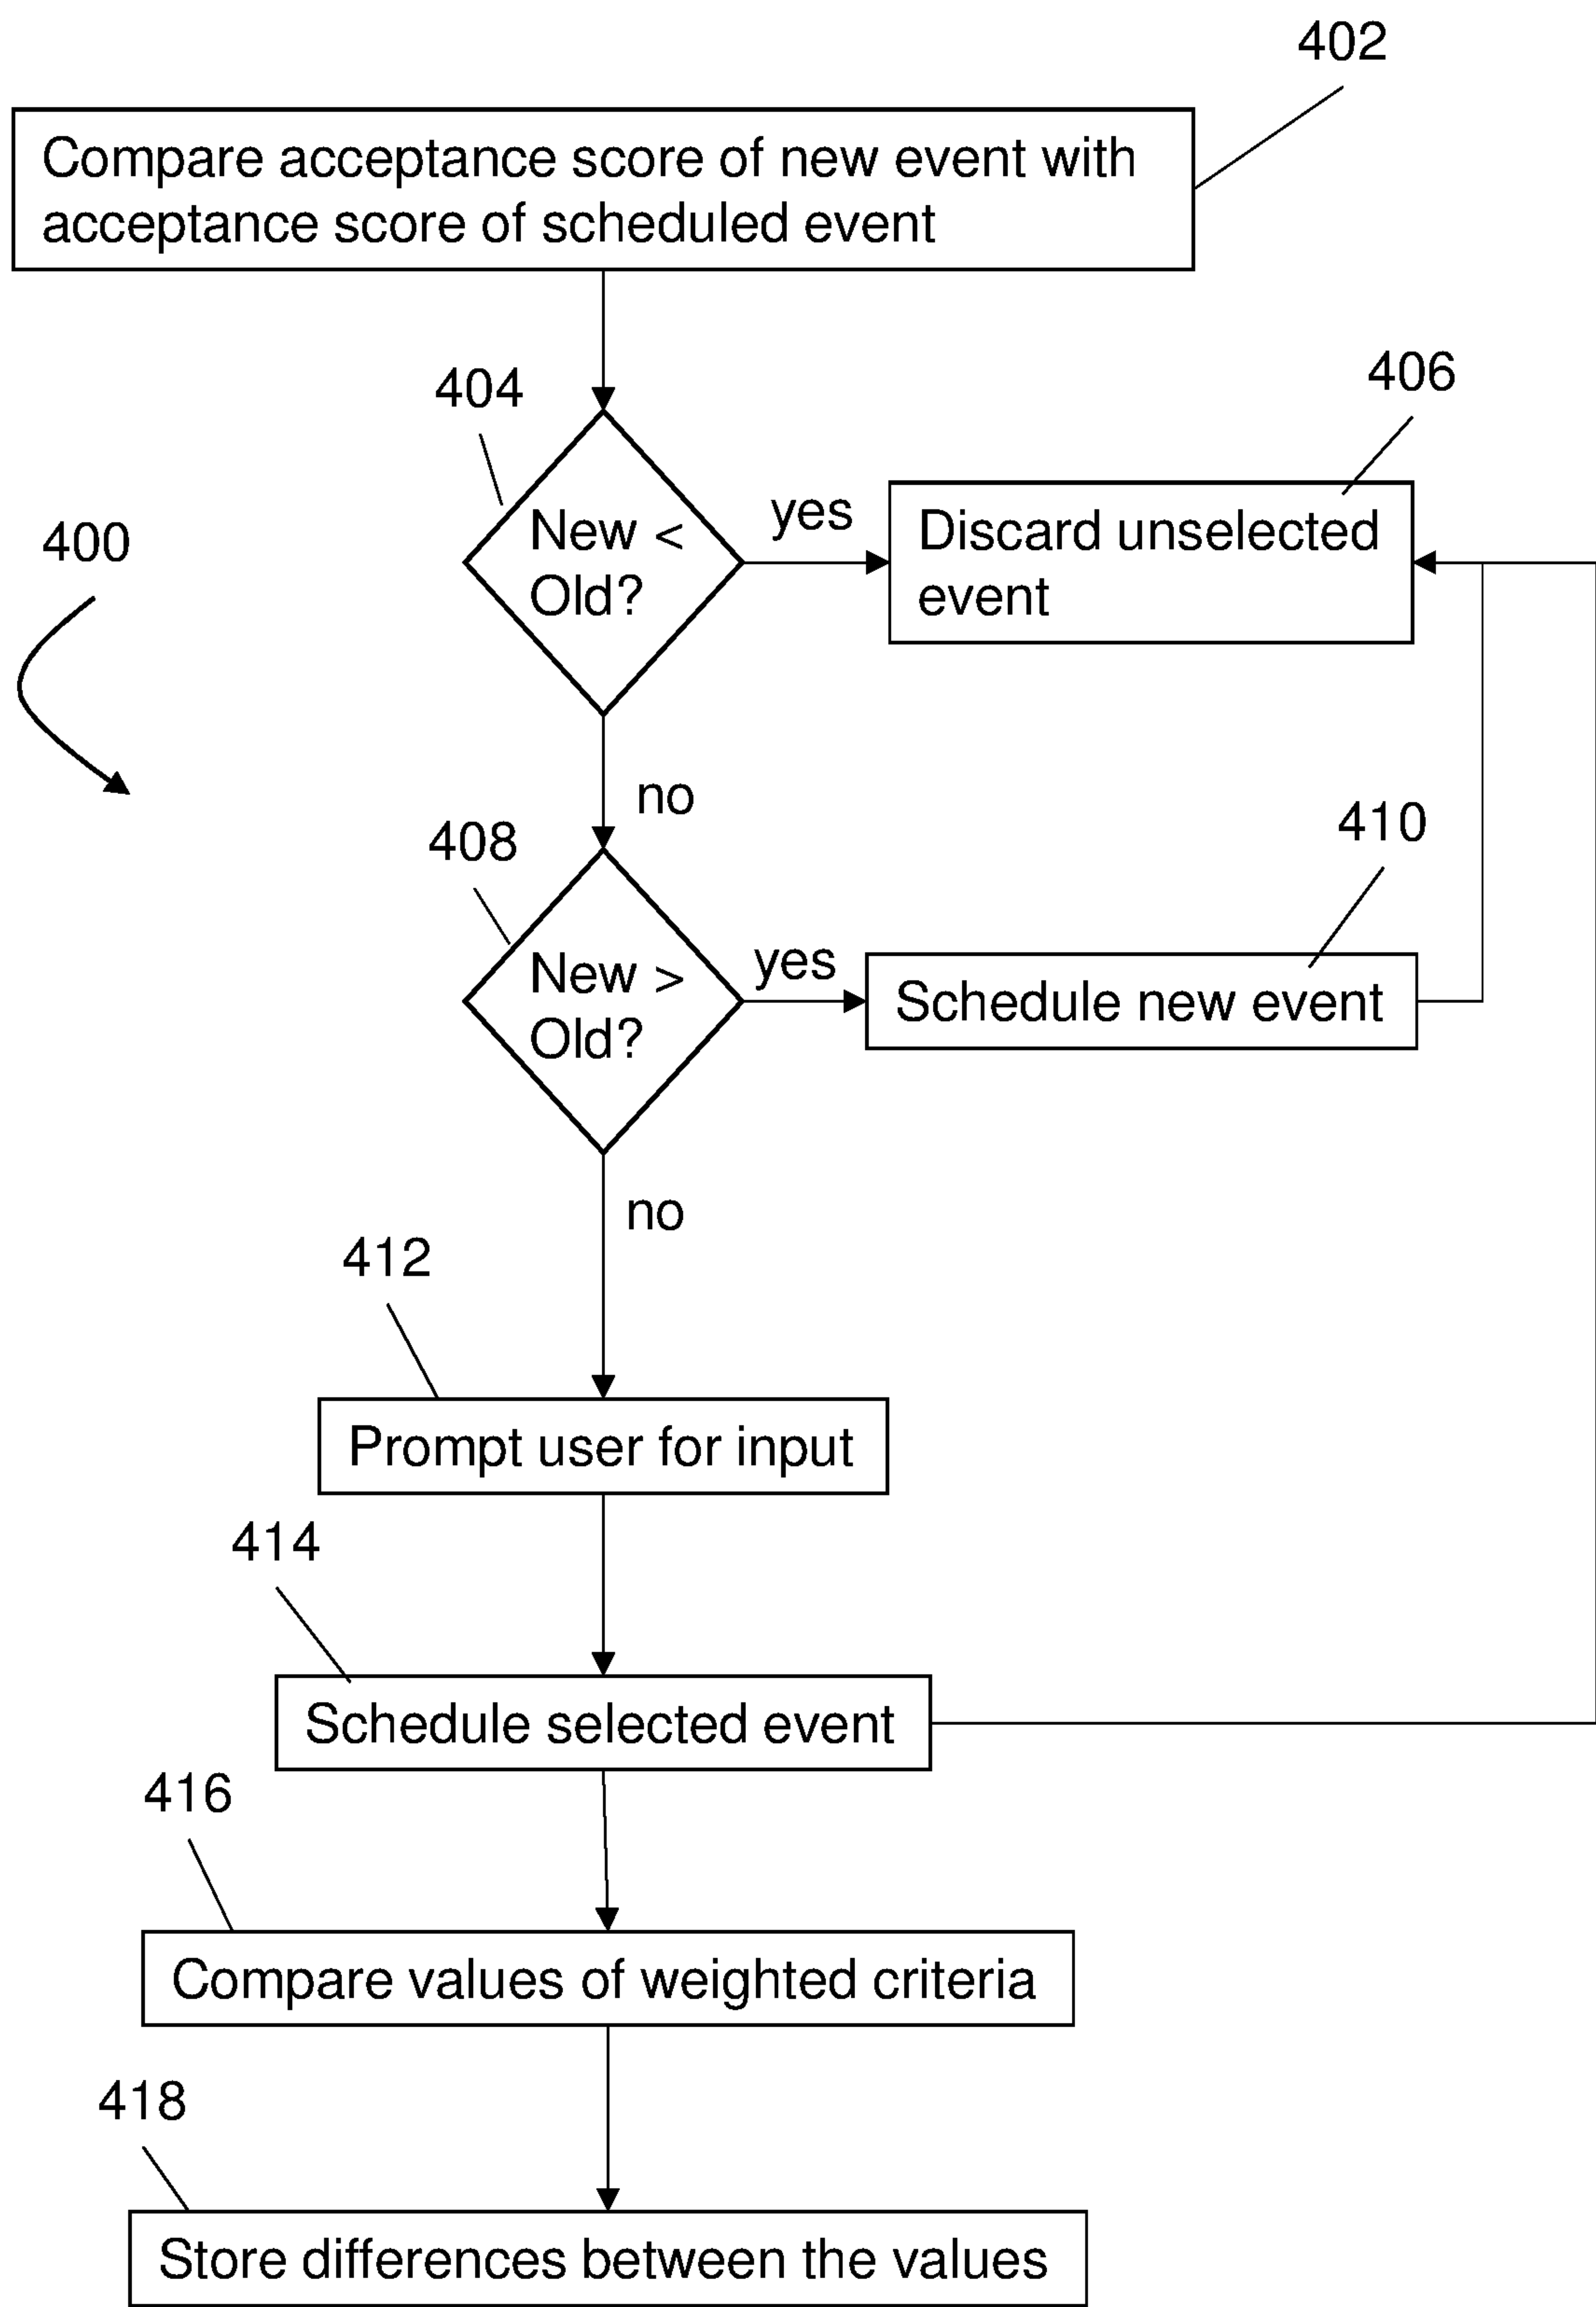 402
Compare acceptance score of new event with
acceptance score of scheduled event
404
406
400
New <
Old?
yes
Discard unselected
event
no
408
410
New >
Old?
yes
Schedule new event
no
412
Prompt user for input
414
Schedule selected event
416
Compare values of weighted criteria
418
Store differences between the values